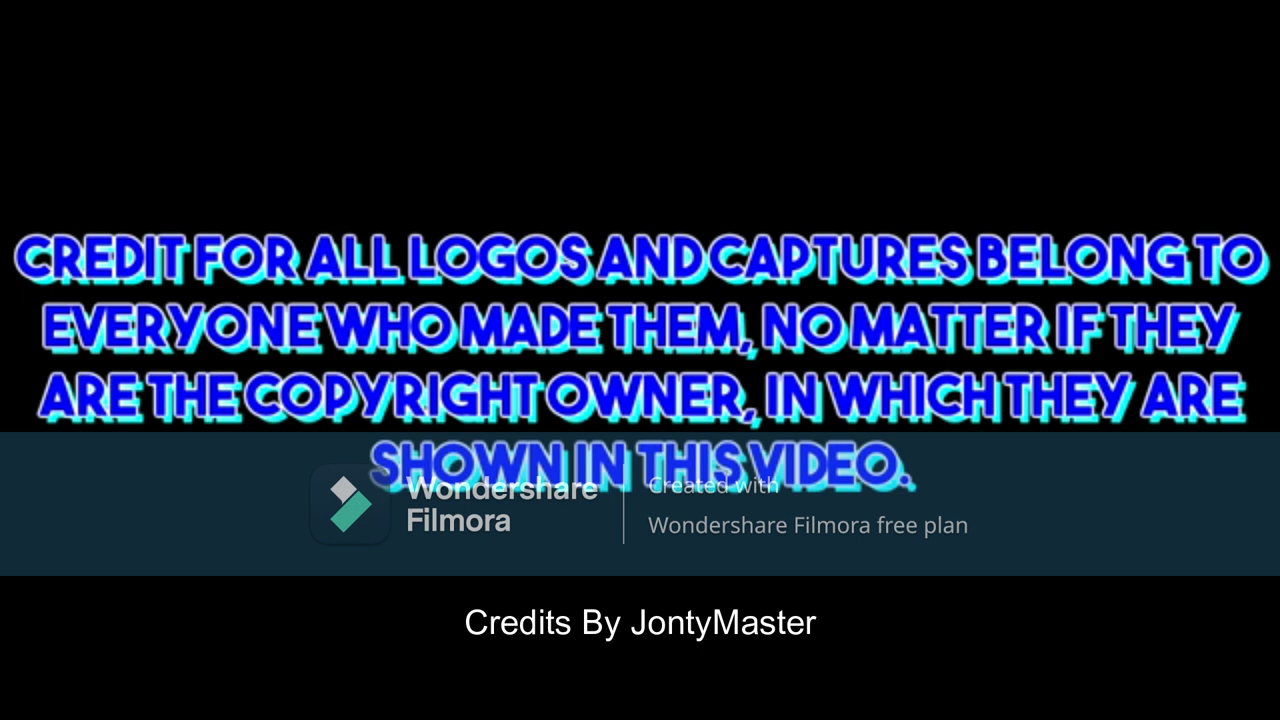 CREDIT FOR ALL LOGOS AND CAPTURES BELONG TO
EVERYONE WHO MADE THEM, NO MATTER IF THEY
ARE THE COPYRIGHT OWNER, IN WHICH THEY ARE
SHOWN IN THIS VIDEO.
Wondershare
Filmora
Created with
Wondershare Filmora free plan
Credits By JontyMaster